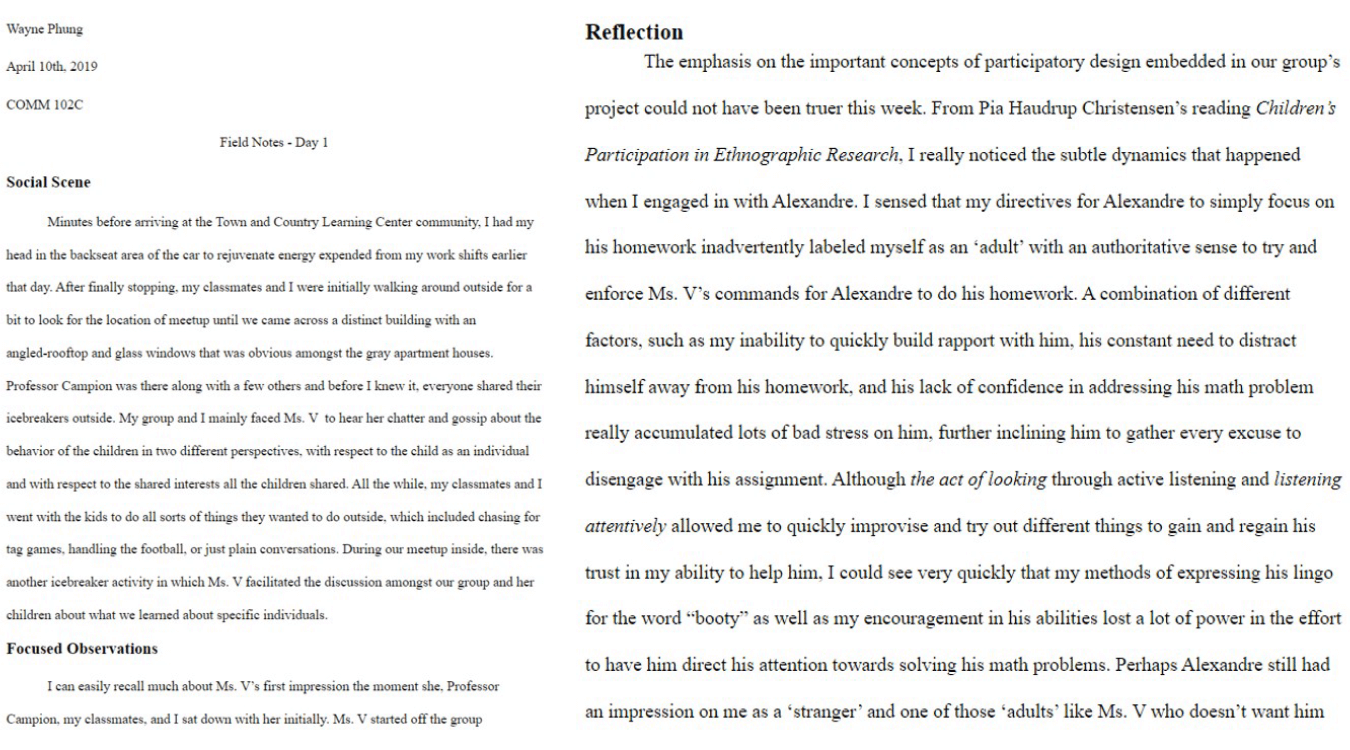 Wayne Phung
April 10th, 2019
COMM 102C
Field Notes - Day 1
Social Scene
Minutes before arriving at the Town and Country Learning Center community, I had my
head in the backseat area of the car to rejuvenate energy expended from my work shifts earlier
that day. After finally stopping, my classmates and I were initially walking around outside for a
bit to look for the location of meetup until we came across a distinct building with an
angled-rooftop and glass windows that was obvious amongst the gray apartment houses.
Professor Campion was there along with a few others and before I knew it, everyone shared their
icebreakers outside. My group and I mainly faced Ms. V to hear her chatter and gossip about the
behavior of the children in two different perspectives, with respect to the child as an individual
and with respect to the shared interests all the children shared. All the while, my classmates and I
went with the kids to do all sorts of things they wanted to do outside, which included chasing for
tag games, handling the football, or just plain conversations. During our meetup inside, there was
another icebreaker activity in which Ms. V facilitated the discussion amongst our group and her
children about what we learned about specific individuals.
Focused Observations
I can easily recall much about Ms. V's first impression the moment she, Professor
Campion, my classmates, and I sat down with her initially. Ms. V started off the group
Reflection
The emphasis on the important concepts of participatory design embedded in our group's
project could not have been truer this week. From Pia Haudrup Christensen's reading Children's
Participation in Ethnographic Research, I really noticed the subtle dynamics that happened
when I engaged in with Alexandre. I sensed that my directives for Alexandre to simply focus on
his homework inadvertently labeled myself as an 'adult' with an authoritative sense to try and
enforce Ms. V's commands for Alexandre to do his homework. A combination of different
factors, such as my inability to quickly build rapport with him, his constant need to distract
himself away from his homework, and his lack of confidence in addressing his math problem
really accumulated lots of bad stress on him, further inclining him to gather every excuse to
disengage with his assignment. Although the act of looking through active listening and listening
attentively allowed me to quickly improvise and try out different things to gain and regain his
trust in my ability to help him, I could see very quickly that my methods of expressing his lingo
for the word "booty" as well as my encouragement in his abilities lost a lot of power in the effort
to have him direct his attention towards solving his math problems. Perhaps Alexandre still had
an impression on me as a 'stranger' and one of those 'adults' like Ms. V who doesn't want him